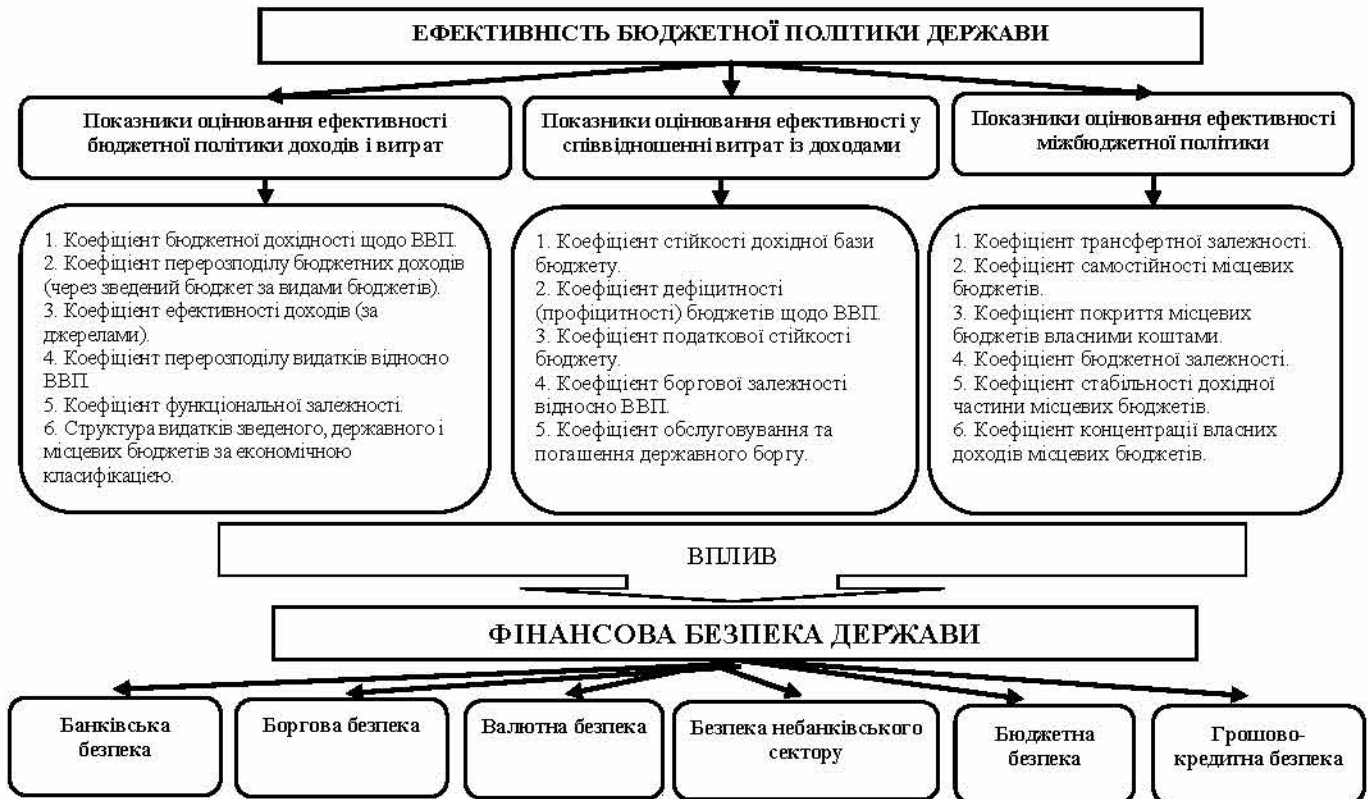 ЕФЕКТИВНІСТЬ БЮДЖЕТНОЇ ПОЛІТИКИ ДЕРЖАВИ
Показники оцінювання ефективності
бюджетної політики доходів і витрат
Показники оцінювання ефективності у
співвідношенні витрат із доходами
Показники оцінювання ефективності
міжбюджетної політики
1. Коефіцієнт бюджетної дохідності щодо ВВП.
2. Коефіцієнт перерозподілу бюджетних доходів
(через зведений бюджет за видами бюджетів).
3. Коефіцієнт ефективності доходів (за
джерелами).
4. Коефіцієнт перерозподілу видатків відносно
ВВП
5. Коефіцієнт функціональної залежності.
6. Структура видатків зведеного, державного і
місцевих бюджетів за економічною
класифікацією.
1. Коефіцієнт стійкості дохідної бази
бюджету.
2. Коефіцієнт дефіцитності
(профіцитності) бюджетів щодо ВВП.
3. Коефіцієнт податкової стійкості
бюджету.
4. Коефіцієнт боргової залежності
відносно ВВП.
5. Коефіцієнт обслуговування та
погашення державного боргу.
1. Коефіцієнт трансфертної залежності.
2. Коефіцієнт самостійності місцевих
бюджетів.
3. Коефіцієнт покриття місцевих
бюджетів власними коштами.
4. Коефіцієнт бюджетної залежності.
5. Коефіцієнт стабільності дохідної
частини місцевих бюджетів.
6. Коефіцієнт концентрації власних
доходів місцевих бюджетів.
ВПЛИВ
ФІНАНСОВА БЕЗПЕКА ДЕРЖАВИ
Банківська
безпека
Боргова безпека
Валютна безпека
Безпека небанківського
сектору
Бюджетна
безпека
Грошово-
кредитна безпека